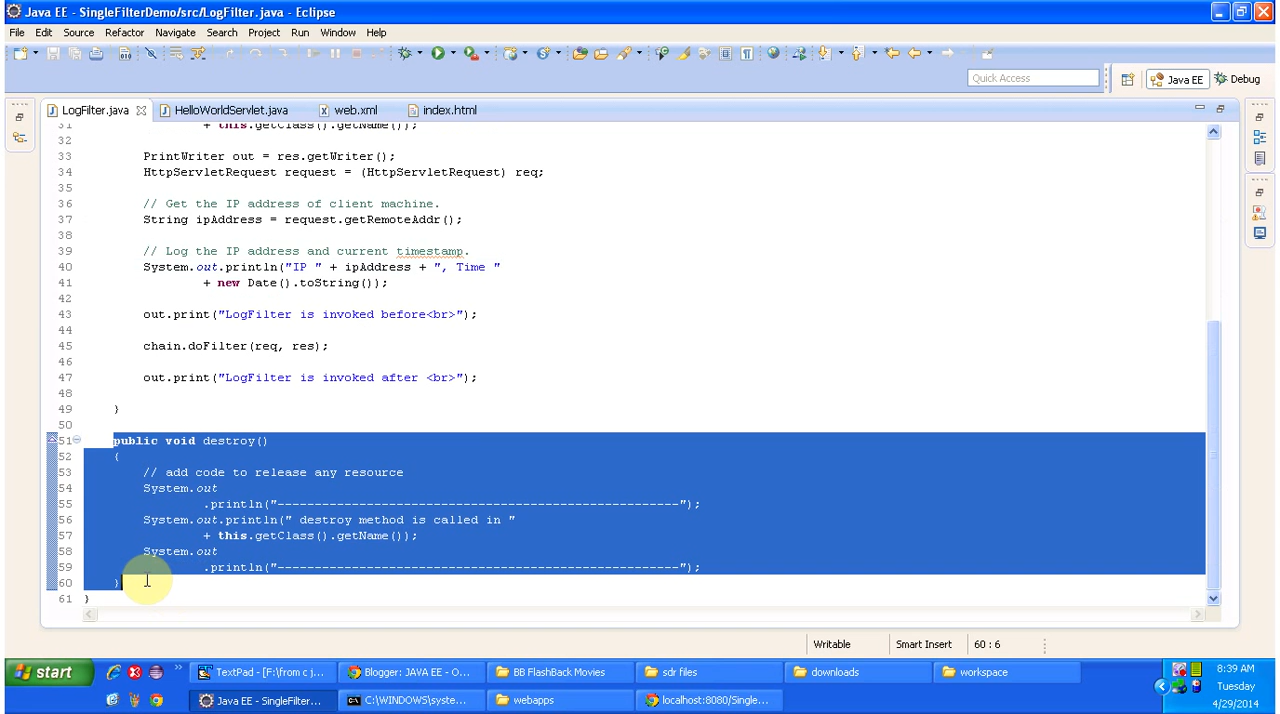 Java EE - SingleFilterDemo/src/LogFilter.java - Eclipse
File Edit Source Refactor Navigate Search Project Run Window Help
Quick Access Java EE Debug
LogFilter.java HelloWorldServlet.java web.xml index.html
31 + this.getClass().getName());
32
33 PrintWriter out = res.getWriter();
34 HttpServletRequest request = (HttpServletRequest) req;
35
36 // Get the IP address of client machine.
37 String ipAddress = request.getRemoteAddr();
38
39 // Log the IP address and current timestamp.
40 System.out.println("IP " + ipAddress + ", Time "
41 + new Date().toString());
42
43 out.print("LogFilter is invoked before<br>");
44
45 chain.doFilter(req, res);
46
47 out.print("LogFilter is invoked after <br>");
48
49 }
50
51 public void destroy()
52 {
53 // add code to release any resource
54 System.out
55 .println("------------------------------------------------------");
56 System.out.println(" destroy method is called in "
57 + this.getClass().getName());
58 System.out
59 .println("------------------------------------------------------");
60 }
61 }
Writable Smart Insert 60 : 6
start TextPad - [F:\from c j... Blogger: JAVA EE - O... BB FlashBack Movies sdr files downloads workspace
Java EE - SingleFilter... C:\WINDOWS\syste... webapps localhost:8080/Single...
8:39 AM
Tuesday
4/29/2014